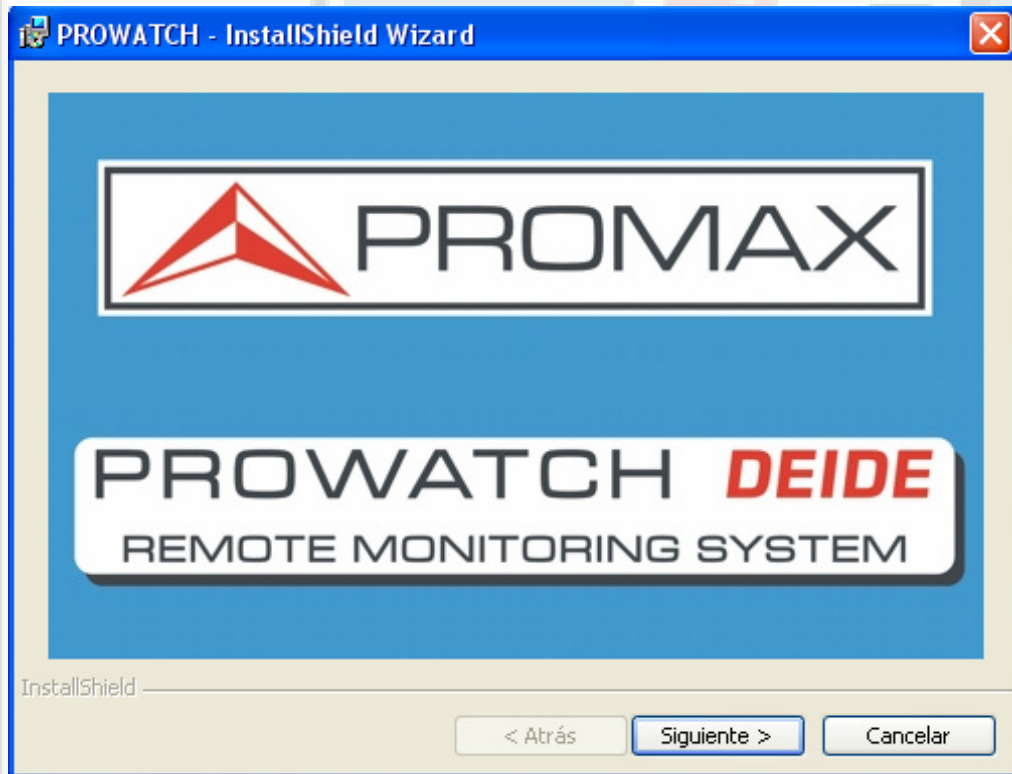 PROWATCH - InstallShield Wizard
PROMAX
PROWATCH DEIDE
REMOTE MONITORING SYSTEM
InstallShield
< Atrás Siguiente > Cancelar